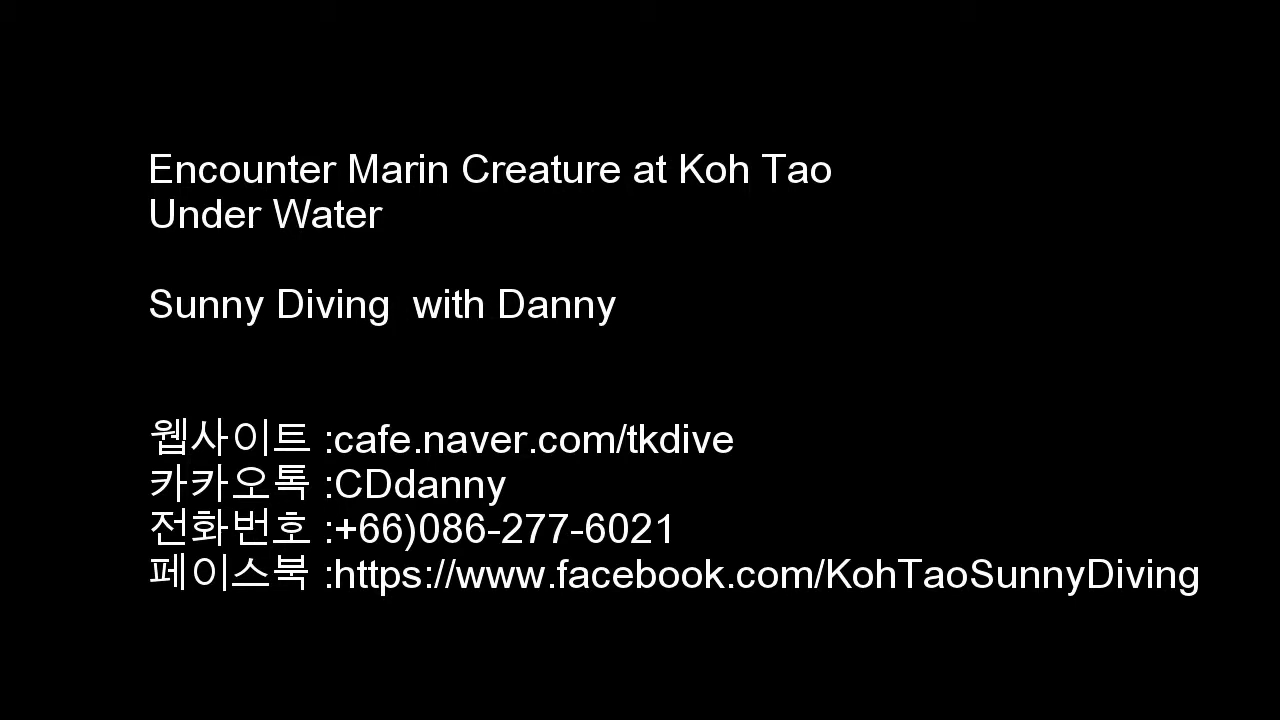 Encounter Marin Creature at Koh Tao
Under Water
Sunny Diving  with Danny
웹사이트 :cafe.naver.com/tkdive
카카오톡 :CDdanny
전화번호 :+66)086-277-6021
페이스북 :https://www.facebook.com/KohTaoSunnyDiving